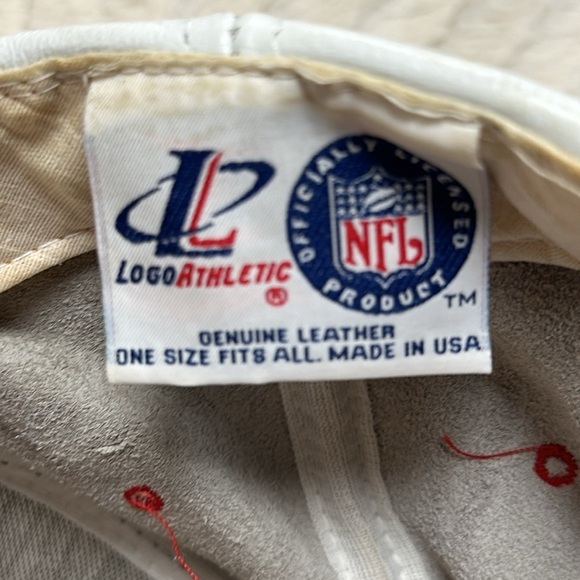 LOGOATHLETIC ®
OFFICIALLY LICENSED
NFL
PRODUCT
TM
GENUINE LEATHER
ONE SIZE FITS ALL. MADE IN USA